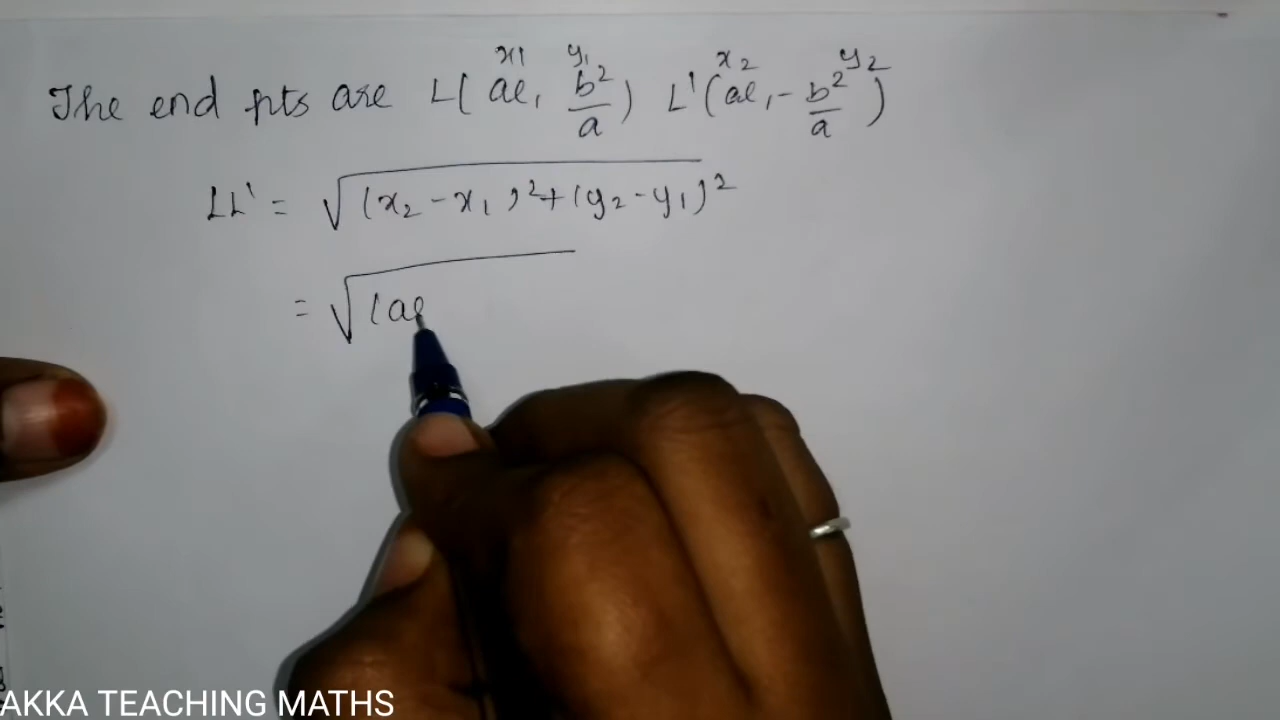 x1 y1 x2 y2
The end pts are L(ae, b²/a) L'(ae, -b²/a)
LL' = √(x₂ - x₁)² + (y₂ - y₁)²
= √(ae
AKKA TEACHING MATHS